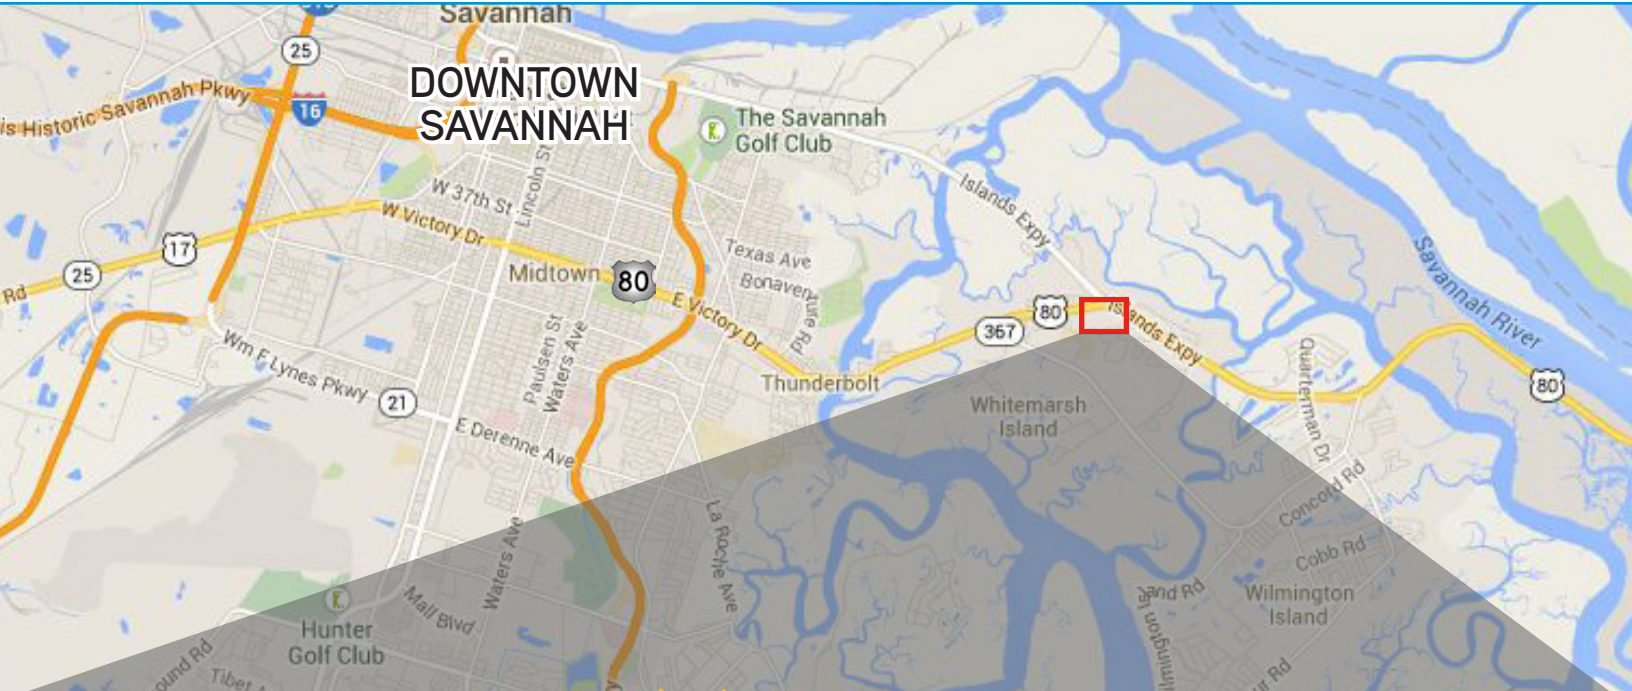 Savannah
25
DOWNTOWN
SAVANNAH
is Historic Savannah Pkwy
16
The Savannah
Golf Club
W 37th St
Lincoln St
Islands Expy
W Victory Dr
17
25
Rd
Midtown
80
Texas Ave
Bonaventure Rd
E Victory Dr
Savannah River
80
367
Islands Expy
Wm F Lynes Pkwy
Paulsen St
Waters Ave
Thunderbolt
Quarterman Dr
80
21
E Derenne Ave
Whitemarsh
Island
Concord Rd
La Roche Ave
Waters Ave
Cobb Rd
Wilmington
Island
Mall Blvd
Hunter
Golf Club